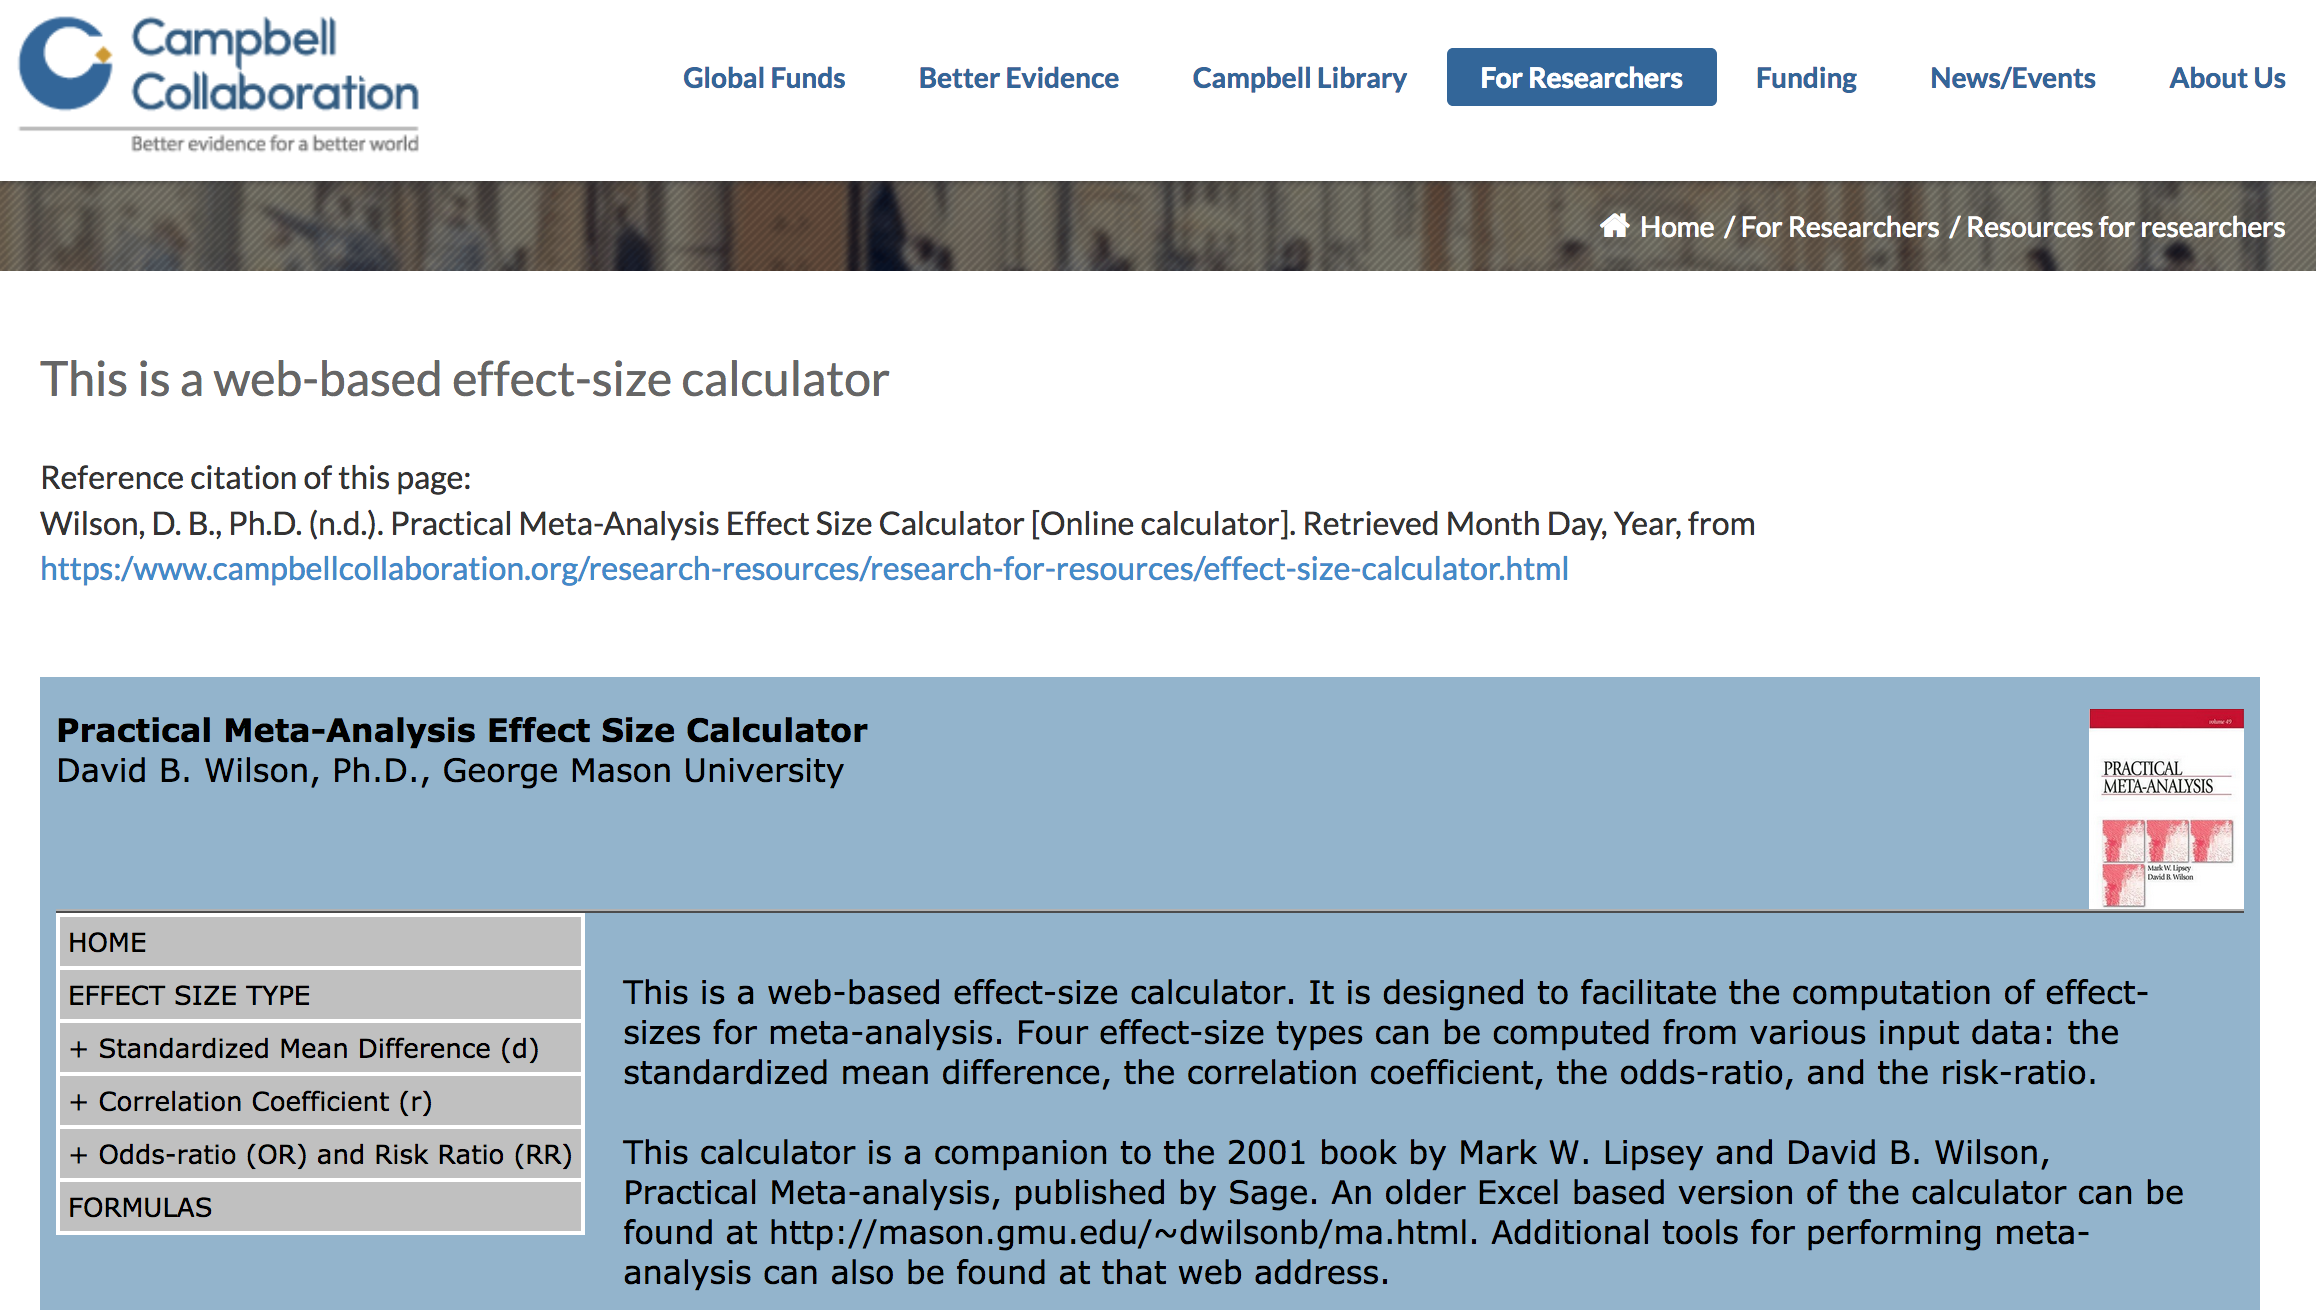 Campbell
Collaboration
Better evidence for a better world
Global Funds Better Evidence Campbell Library For Researchers Funding News/Events About Us
Home / For Researchers / Resources for researchers
This is a web-based effect-size calculator
Reference citation of this page:
Wilson, D. B., Ph.D. (n.d.). Practical Meta-Analysis Effect Size Calculator [Online calculator]. Retrieved Month Day, Year, from
https:/www.campbellcollaboration.org/research-resources/research-for-resources/effect-size-calculator.html
Practical Meta-Analysis Effect Size Calculator
David B. Wilson, Ph.D., George Mason University
volume 49
PRACTICAL
META-ANALYSIS
Mark W. Lipsey
David B. Wilson
HOME
EFFECT SIZE TYPE
+ Standardized Mean Difference (d)
+ Correlation Coefficient (r)
+ Odds-ratio (OR) and Risk Ratio (RR)
FORMULAS
This is a web-based effect-size calculator. It is designed to facilitate the computation of effect-
sizes for meta-analysis. Four effect-size types can be computed from various input data: the
standardized mean difference, the correlation coefficient, the odds-ratio, and the risk-ratio.
This calculator is a companion to the 2001 book by Mark W. Lipsey and David B. Wilson,
Practical Meta-analysis, published by Sage. An older Excel based version of the calculator can be
found at http://mason.gmu.edu/~dwilsonb/ma.html. Additional tools for performing meta-
analysis can also be found at that web address.